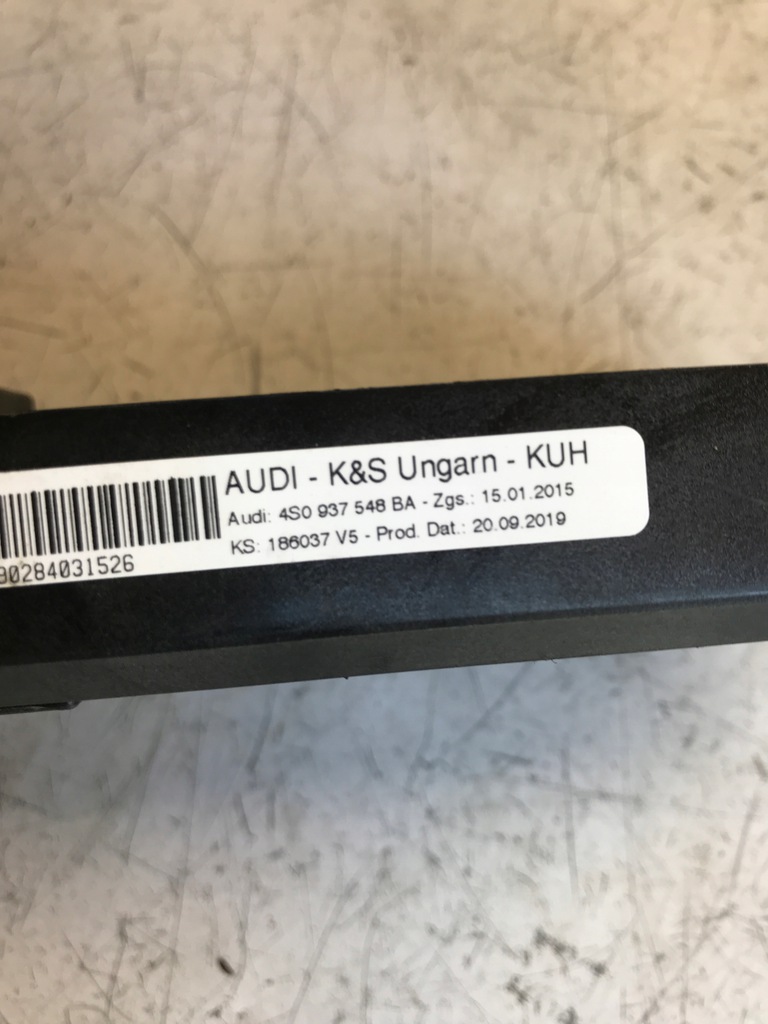 AUDI - K&S Ungarn - KUH
Audi: 4S0 937 548 BA - Zgs.: 15.01.2015
KS: 186037 V5 - Prod. Dat.: 20.09.2019
90284031526